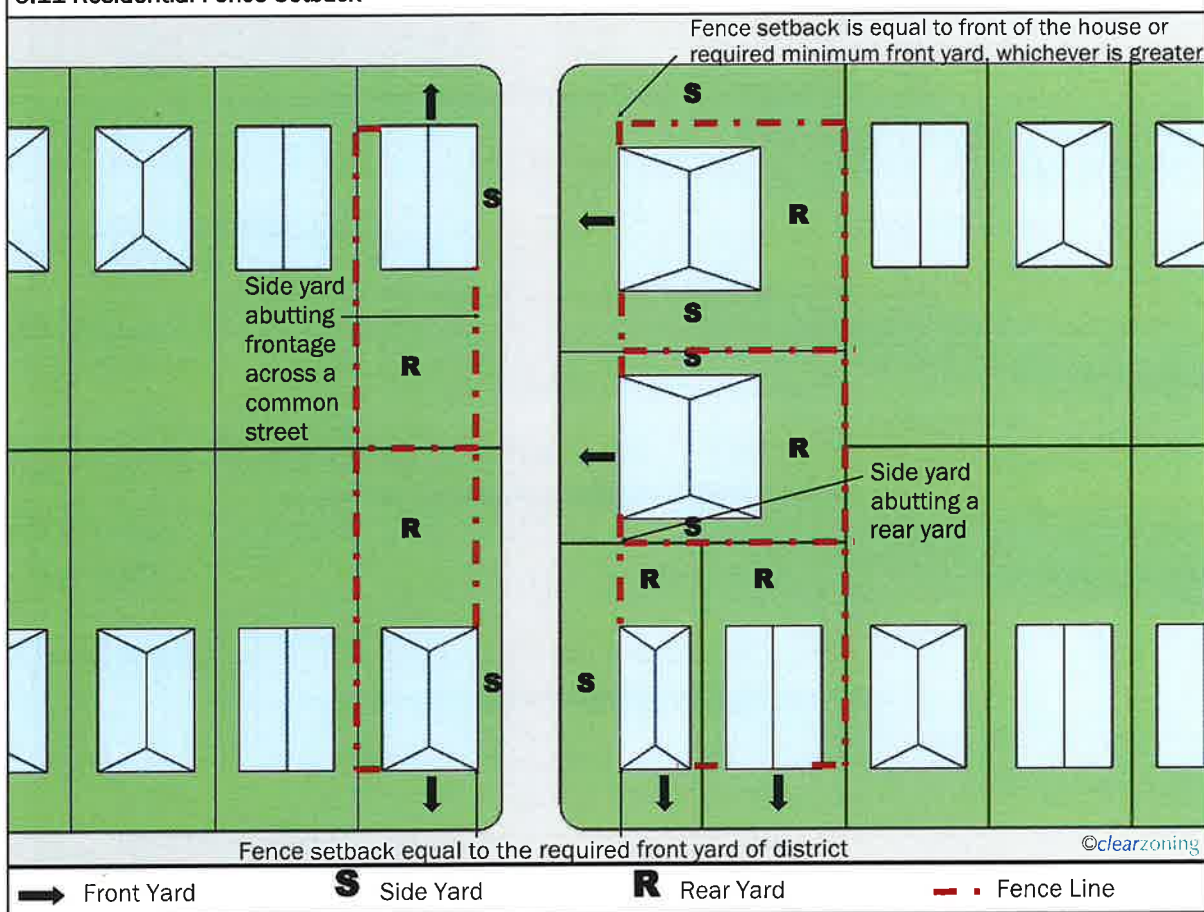 Fence setback is equal to front of the house or
required minimum front yard, whichever is greater
S
S
R
Side yard
abutting
frontage
across a
common
street
S
R
S
R
Side yard
abutting a
rear yard
R
S
R
R
S
S
Fence setback equal to the required front yard of district
©clearzoning
Front Yard
S Side Yard
R Rear Yard
Fence Line